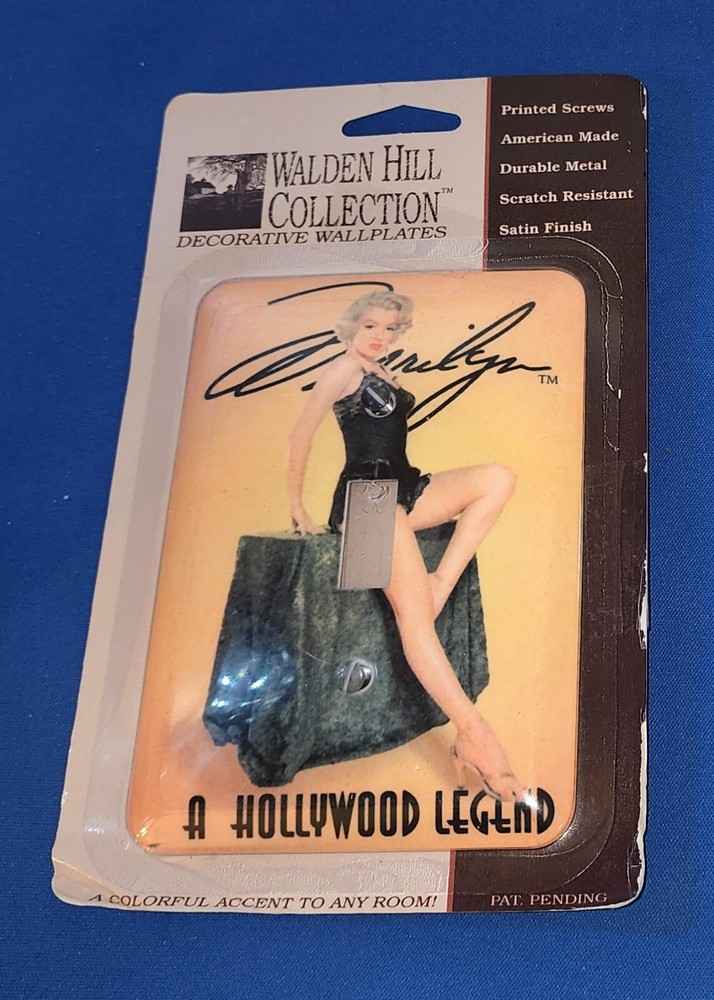 Printed Screws
American Made
Durable Metal
Scratch Resistant
Satin Finish
WALDEN HILL
COLLECTION™
DECORATIVE WALLPLATES
Marilyn™
A HOLLYWOOD LEGEND
A COLORFUL ACCENT TO ANY ROOM!
PAT. PENDING